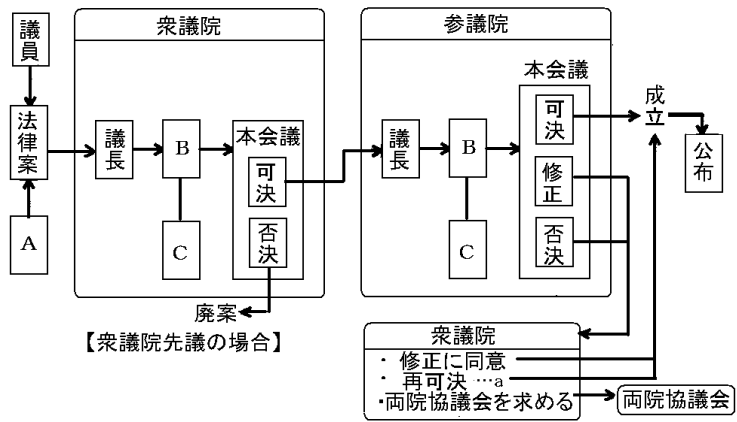 議員
法律案
A
衆議院
議長
B
C
本会議
可決
否決
廃案
【衆議院先議の場合】
参議院
議長
B
C
本会議
可決
修正
否決
成立
公布
衆議院
・修正に同意
・再可決…a
・両院協議会を求める
両院協議会